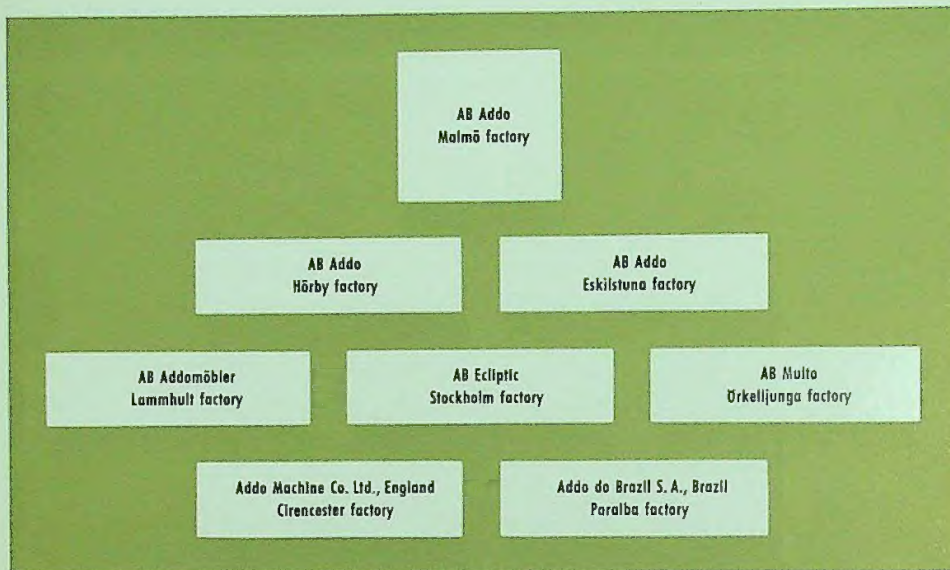 AB Addo
Malmö factory
AB Addo
Hörby factory
AB Addo
Eskilstuna factory
AB Addomöbler
Lammhult factory
AB Ecliptic
Stockholm factory
AB Multo
Örkelljunga factory
Addo Machine Co. Ltd., England
Cirencester factory
Addo do Brazil S. A., Brazil
Paraiba factory